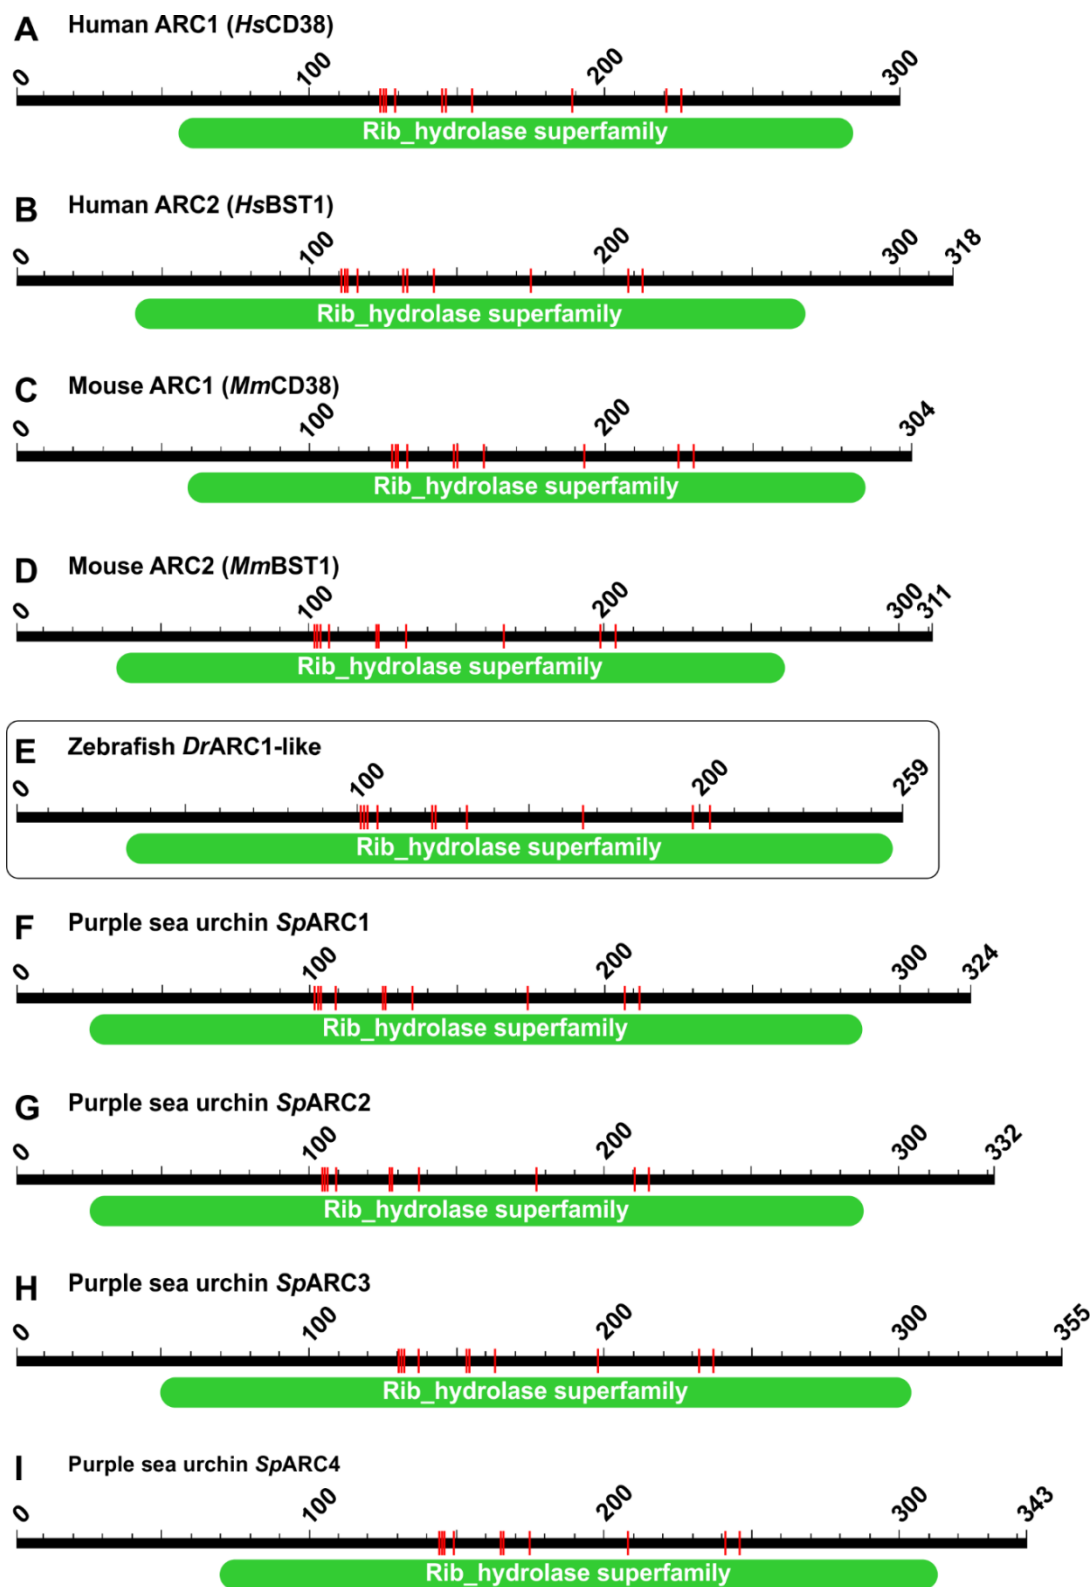 A Human ARC1 (HsCD38)
0 100 200 300
Rib_hydrolase superfamily
B Human ARC2 (HsBST1)
0 100 200 300 318
Rib_hydrolase superfamily
C Mouse ARC1 (MmCD38)
0 100 200 304
Rib_hydrolase superfamily
D Mouse ARC2 (MmBST1)
0 100 200 300 311
Rib_hydrolase superfamily
E Zebrafish DrARC1-like
0 100 200 259
Rib_hydrolase superfamily
F Purple sea urchin SpARC1
0 100 200 300 324
Rib_hydrolase superfamily
G Purple sea urchin SpARC2
0 100 200 300 332
Rib_hydrolase superfamily
H Purple sea urchin SpARC3
0 100 200 300 355
Rib_hydrolase superfamily
I Purple sea urchin SpARC4
0 100 200 300 343
Rib_hydrolase superfamily